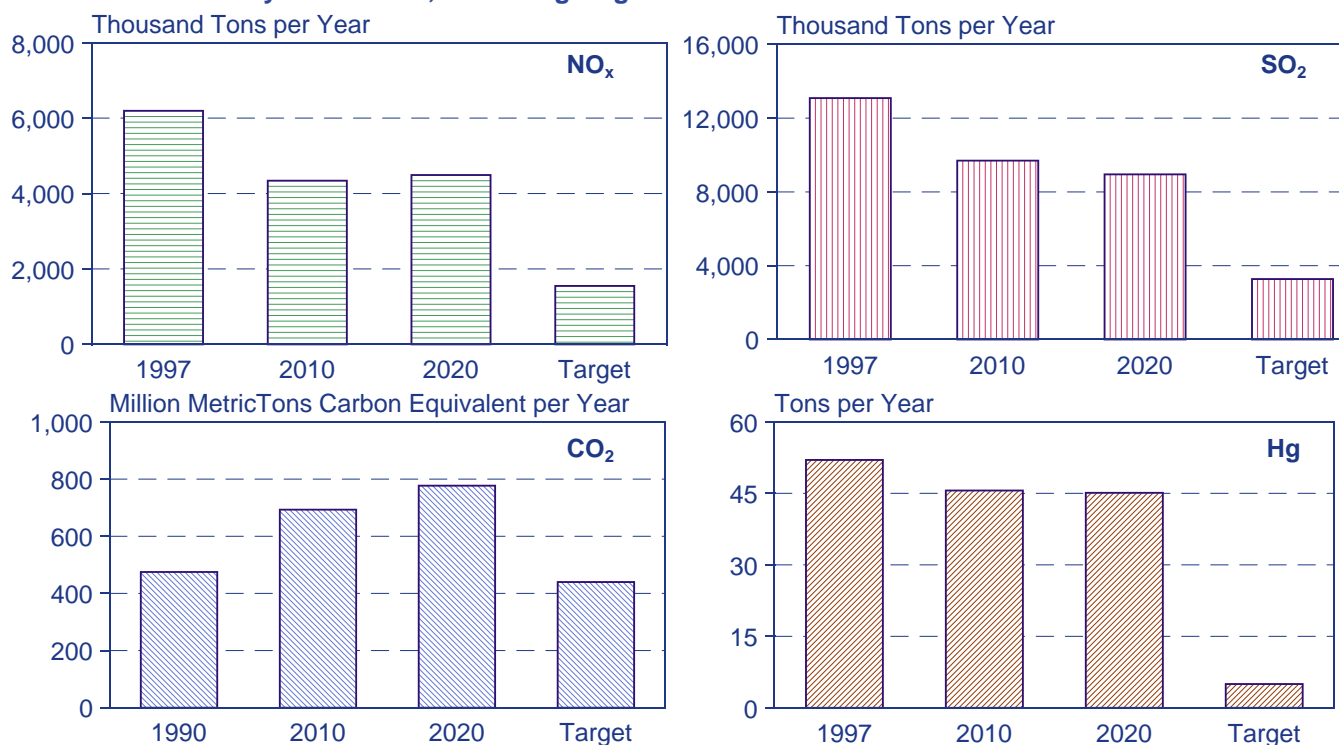 Thousand Tons per Year
8,000
6,000
4,000
2,000
0
NOx
1997 2010 2020 Target
Thousand Tons per Year
16,000
12,000
8,000
4,000
0
SO2
1997 2010 2020 Target
Million MetricTons Carbon Equivalent per Year
1,000
800
600
400
200
0
CO2
1990 2010 2020 Target
Tons per Year
60
45
30
15
0
Hg
1997 2010 2020 Target